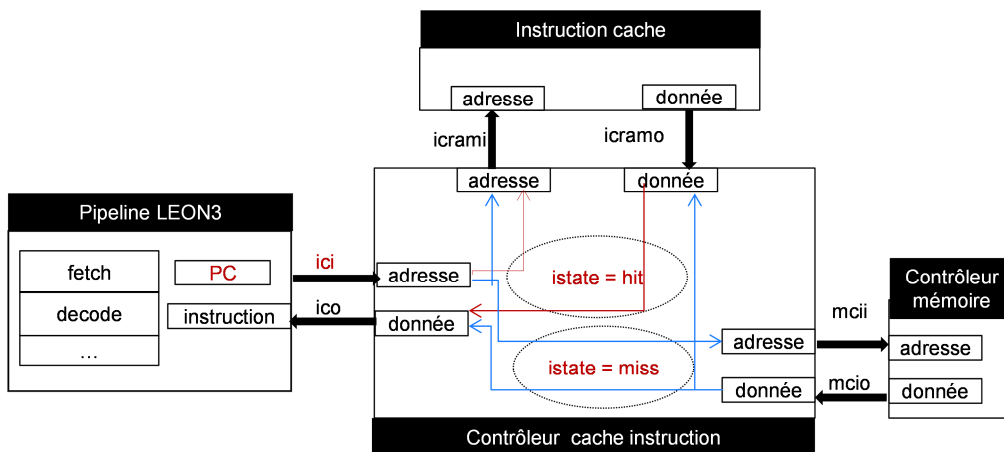 Instruction cache
adresse
donnée
icrami
icramo
adresse
donnée
Pipeline LEON3
fetch
PC
decode
instruction
…
ici
ico
adresse
donnée
istate = hit
istate = miss
adresse
donnée
mcii
mcio
Contrôleur
mémoire
adresse
donnée
Contrôleur cache instruction